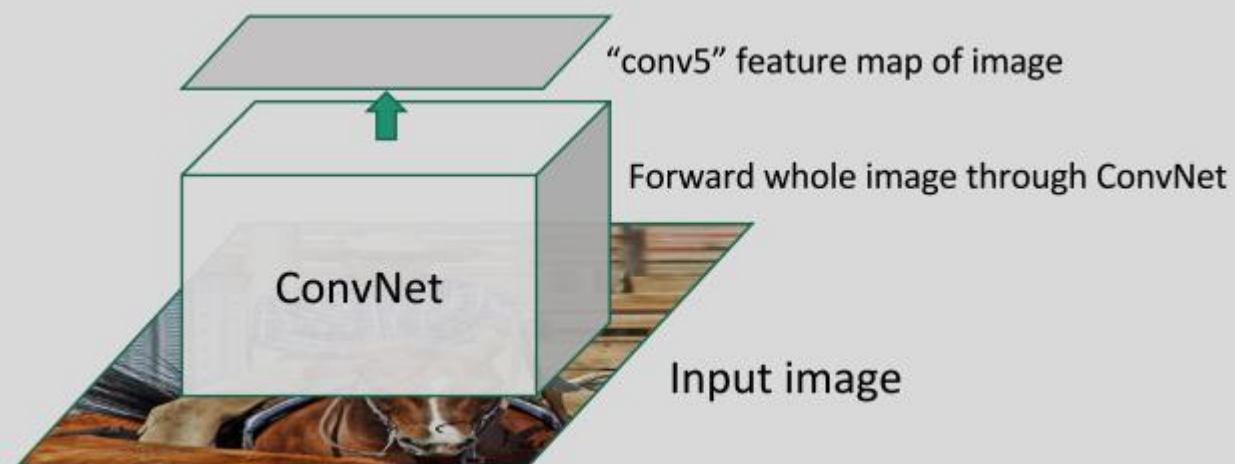 “conv5” feature map of image
Forward whole image through ConvNet
ConvNet
Input image